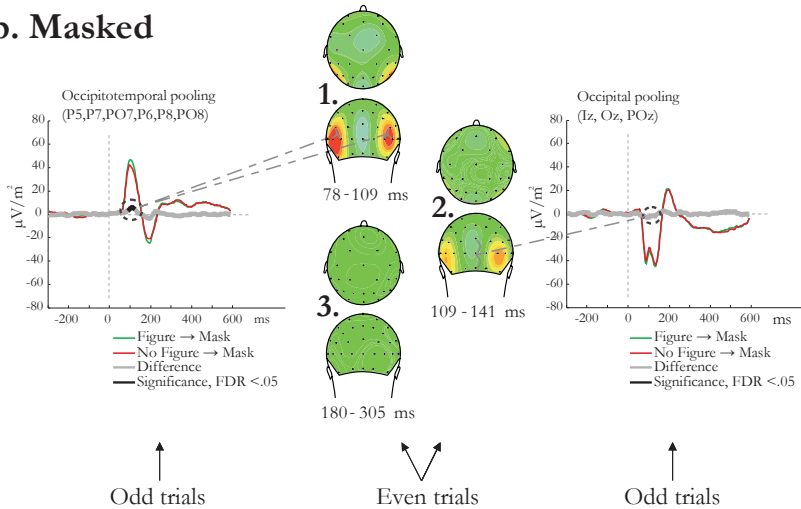 b. Masked
Occipitotemporal pooling
(P5,P7,PO7,P6,P8,PO8)
80
60
40
20
0
-20
-40
-60
-80
µV/m²
-200
0
200
400
600
ms
Figure → Mask
No Figure → Mask
Difference
Significance, FDR <.05
1.
78-109 ms
2.
109-141 ms
3.
180-305 ms
Occipital pooling
(Iz, Oz, POz)
80
60
40
20
0
-20
-40
-60
-80
µV/m²
-200
0
200
400
600
ms
Figure → Mask
No Figure → Mask
Difference
Significance, FDR <.05
Odd trials
Even trials
Odd trials